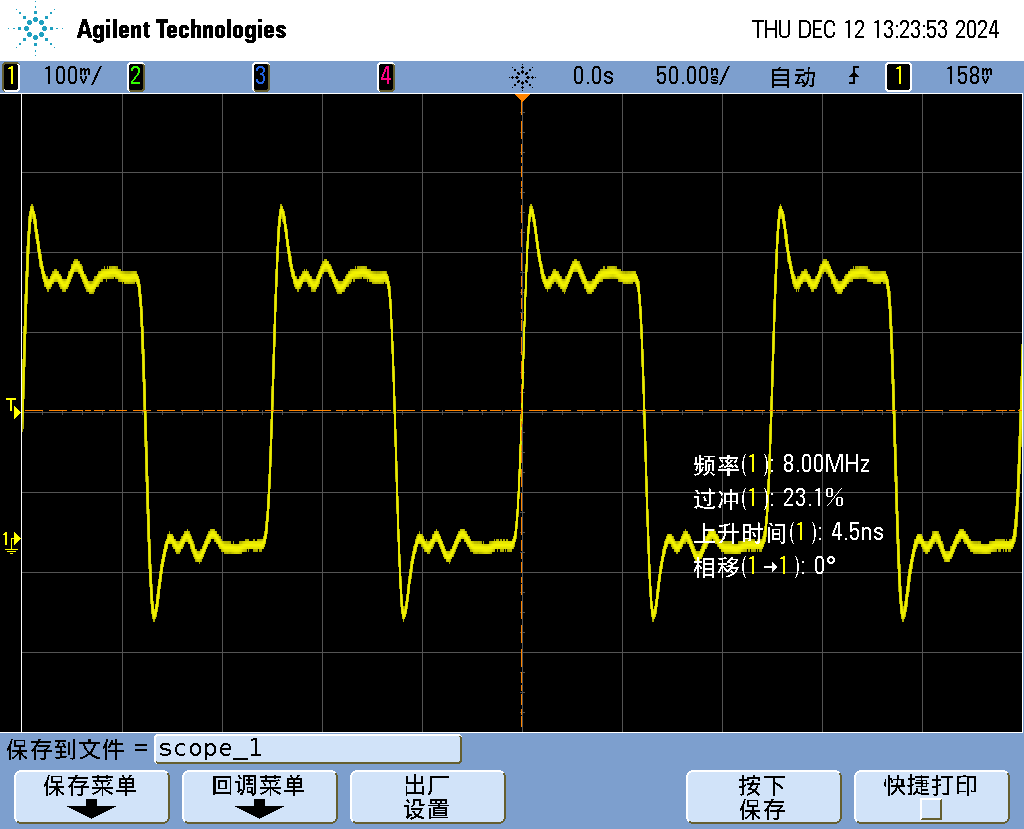 Agilent Technologies THU DEC 12 13:23:53 2024
1 100mV/ 2 3 4 0.0s 50.00ns/ 自动 1 158mV
T
频率(1): 8.00MHz
过冲(1): 23.1%
1 上升时间(1): 4.5ns
相移(1→1): 0°
保存到文件 = scope_1
保存菜单 回调菜单 出厂 按下 快捷打印
设置 保存